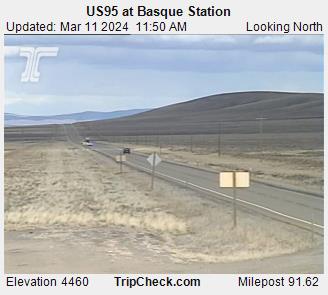 US95 at Basque Station
Updated: Mar 11 2024 11:50 AM
Looking North
Elevation 4460
TripCheck.com
Milepost 91.62